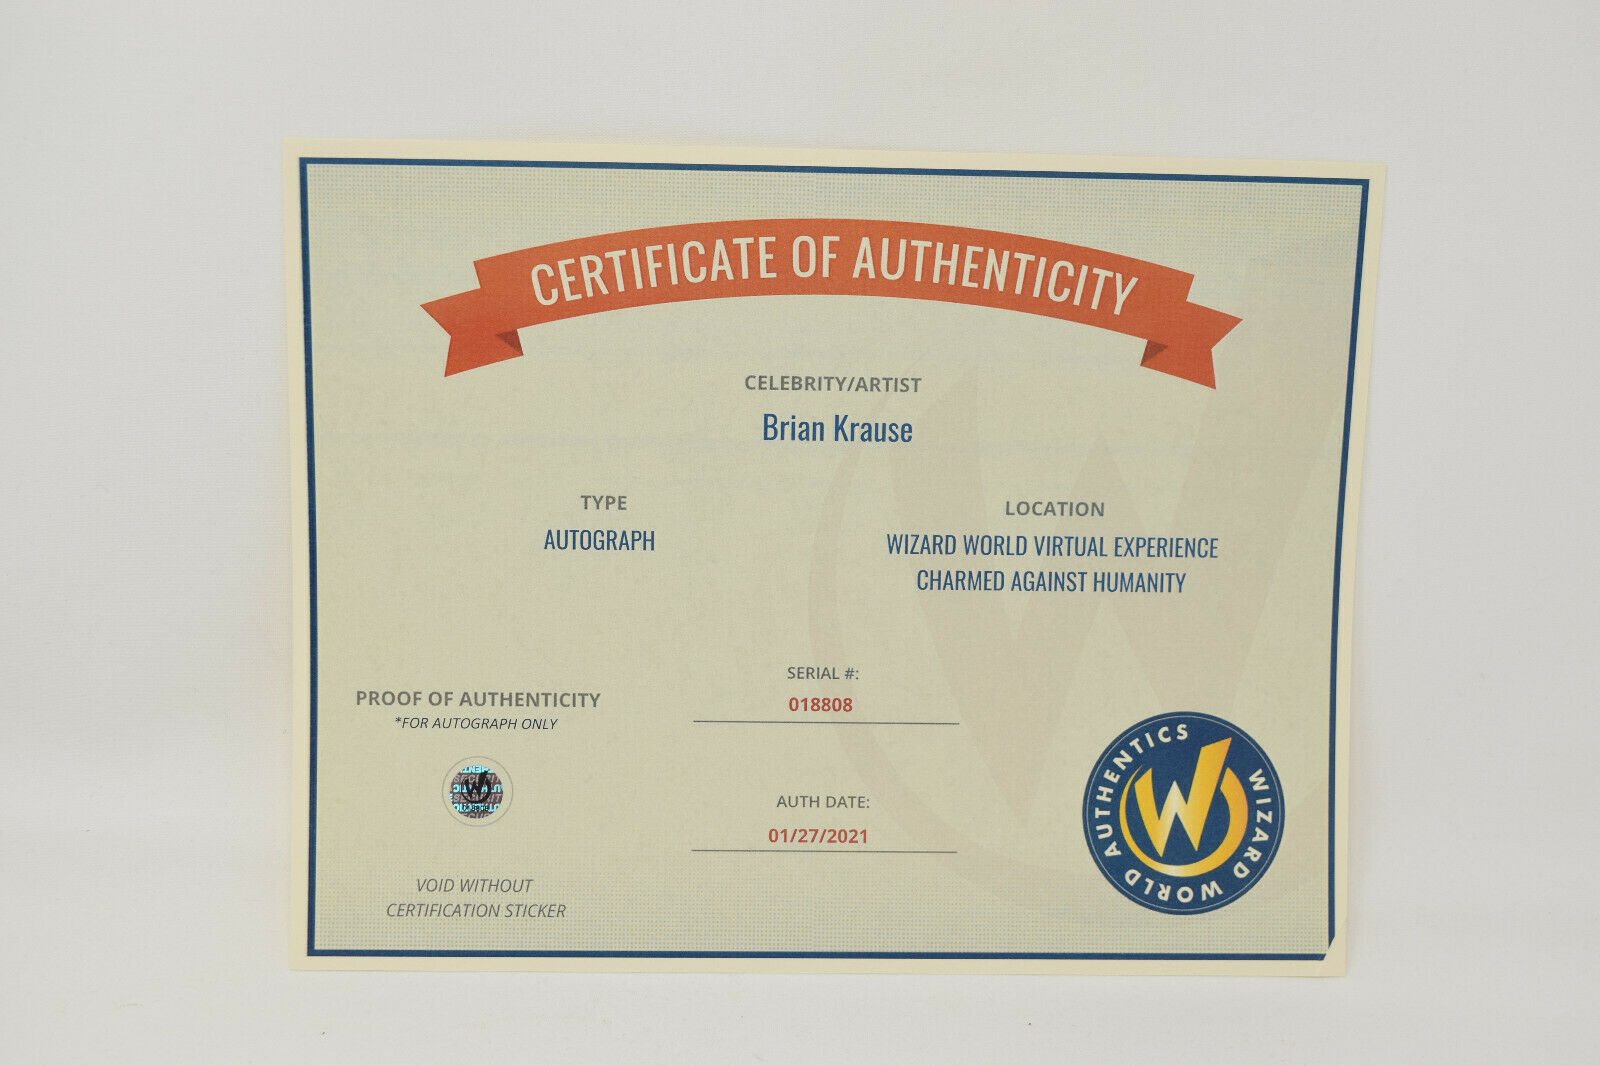 CERTIFICATE OF AUTHENTICITY
CELEBRITY/ARTIST
Brian Krause
TYPE
AUTOGRAPH
LOCATION
WIZARD WORLD VIRTUAL EXPERIENCE
CHARMED AGAINST HUMANITY
PROOF OF AUTHENTICITY
*FOR AUTOGRAPH ONLY
SERIAL #:
018808
AUTH DATE:
01/27/2021
VOID WITHOUT
CERTIFICATION STICKER
WIZARD WORLD AUTHENTICS
W